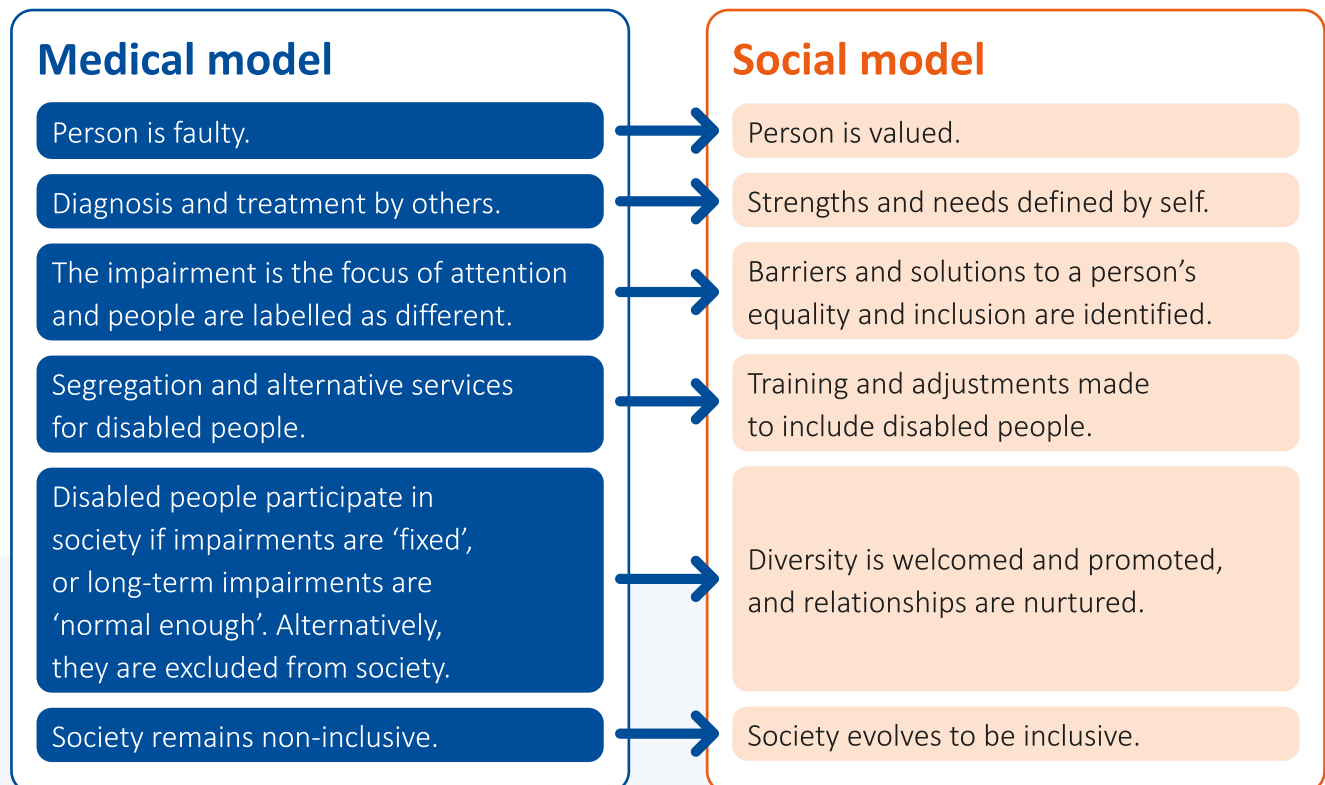 Medical model
Person is faulty.
Diagnosis and treatment by others.
The impairment is the focus of attention
and people are labelled as different.
Segregation and alternative services
for disabled people.
Disabled people participate in
society if impairments are ‘fixed’,
or long-term impairments are
‘normal enough’. Alternatively,
they are excluded from society.
Society remains non-inclusive.
Social model
Person is valued.
Strengths and needs defined by self.
Barriers and solutions to a person’s
equality and inclusion are identified.
Training and adjustments made
to include disabled people.
Diversity is welcomed and promoted,
and relationships are nurtured.
Society evolves to be inclusive.